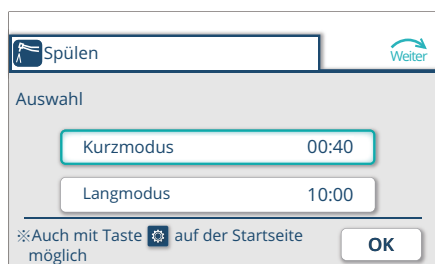 Spülen
Weiter
Auswahl
Kurzmodus 00:40
Langmodus 10:00
※Auch mit Taste auf der Startseite
möglich
OK